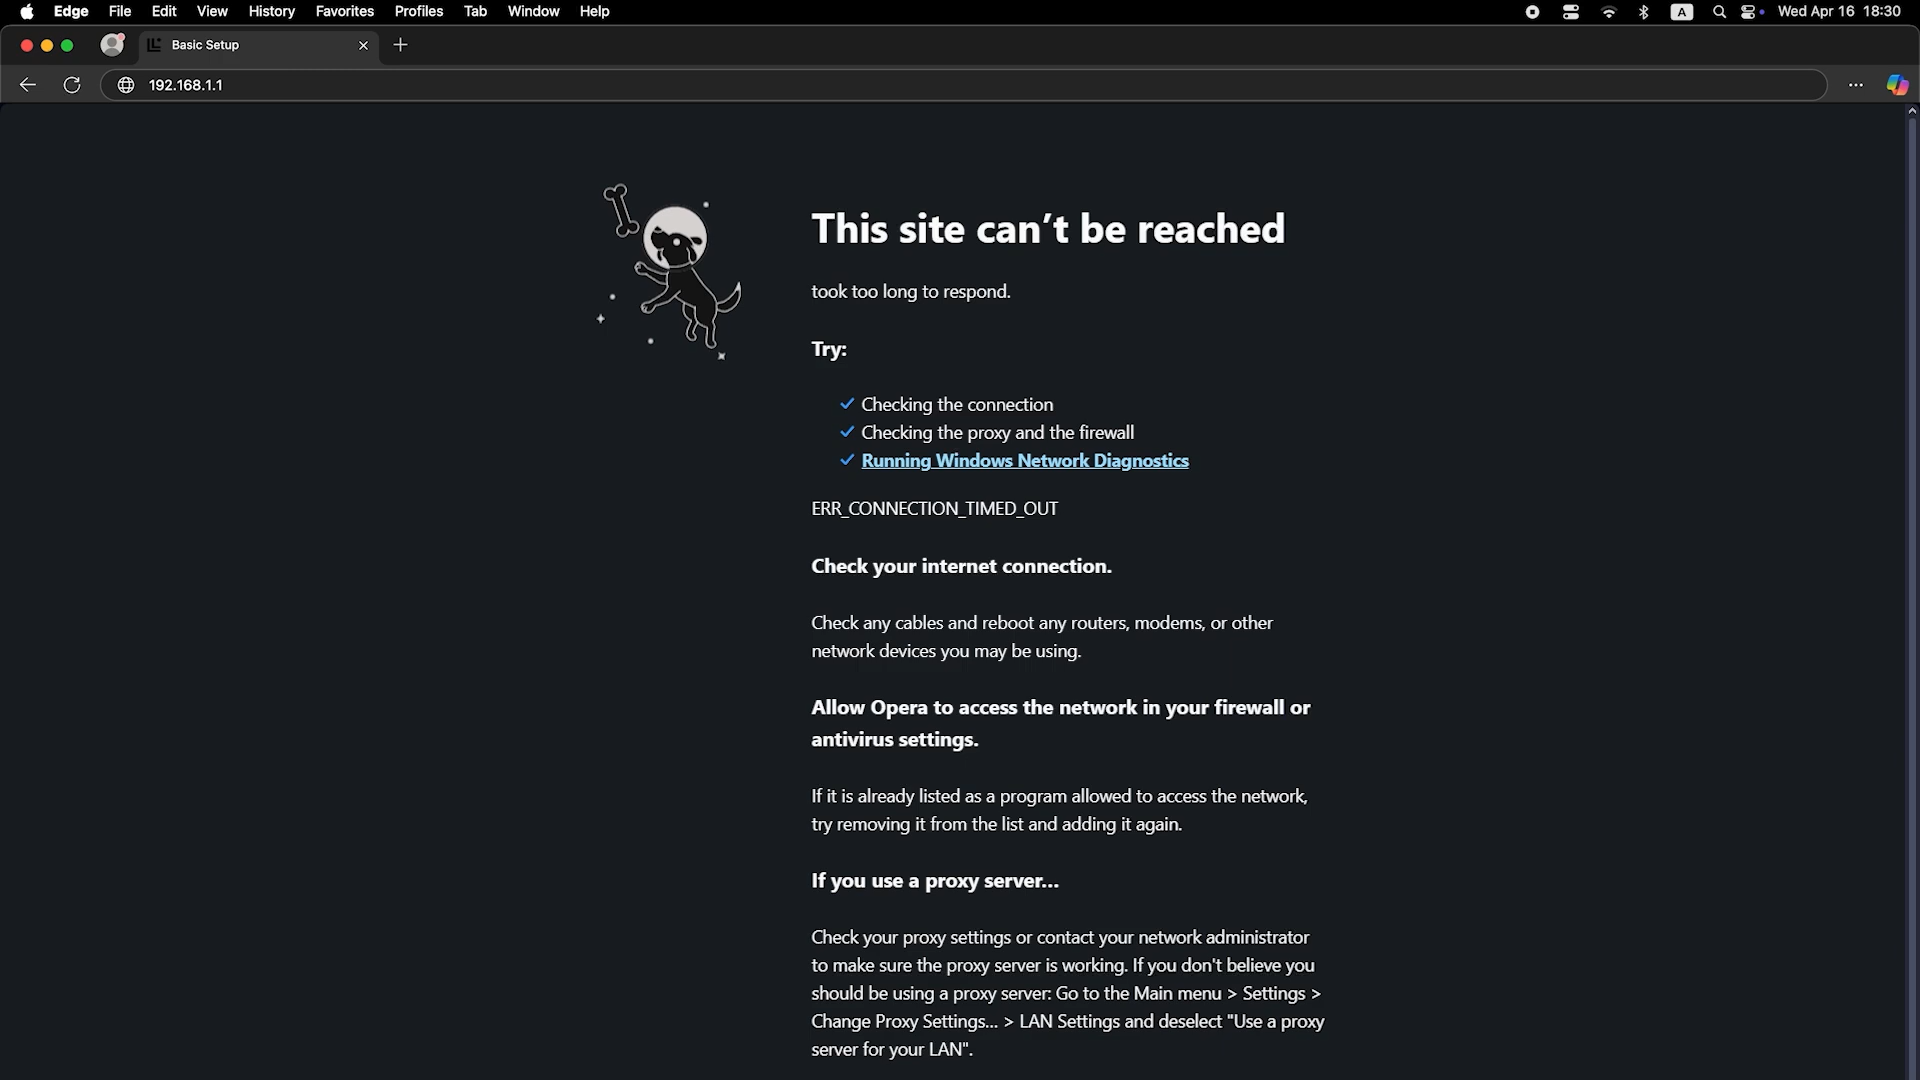 Edge File Edit View History Favorites Profiles Tab Window Help A Wed Apr 16 18:30
Basic Setup
192.168.1.1
This site can’t be reached
took too long to respond.
Try:
Checking the connection
Checking the proxy and the firewall
Running Windows Network Diagnostics
ERR_CONNECTION_TIMED_OUT
Check your internet connection.
Check any cables and reboot any routers, modems, or other
network devices you may be using.
Allow Opera to access the network in your firewall or
antivirus settings.
If it is already listed as a program allowed to access the network,
try removing it from the list and adding it again.
If you use a proxy server...
Check your proxy settings or contact your network administrator
to make sure the proxy server is working. If you don't believe you
should be using a proxy server: Go to the Main menu > Settings >
Change Proxy Settings... > LAN Settings and deselect "Use a proxy
server for your LAN".